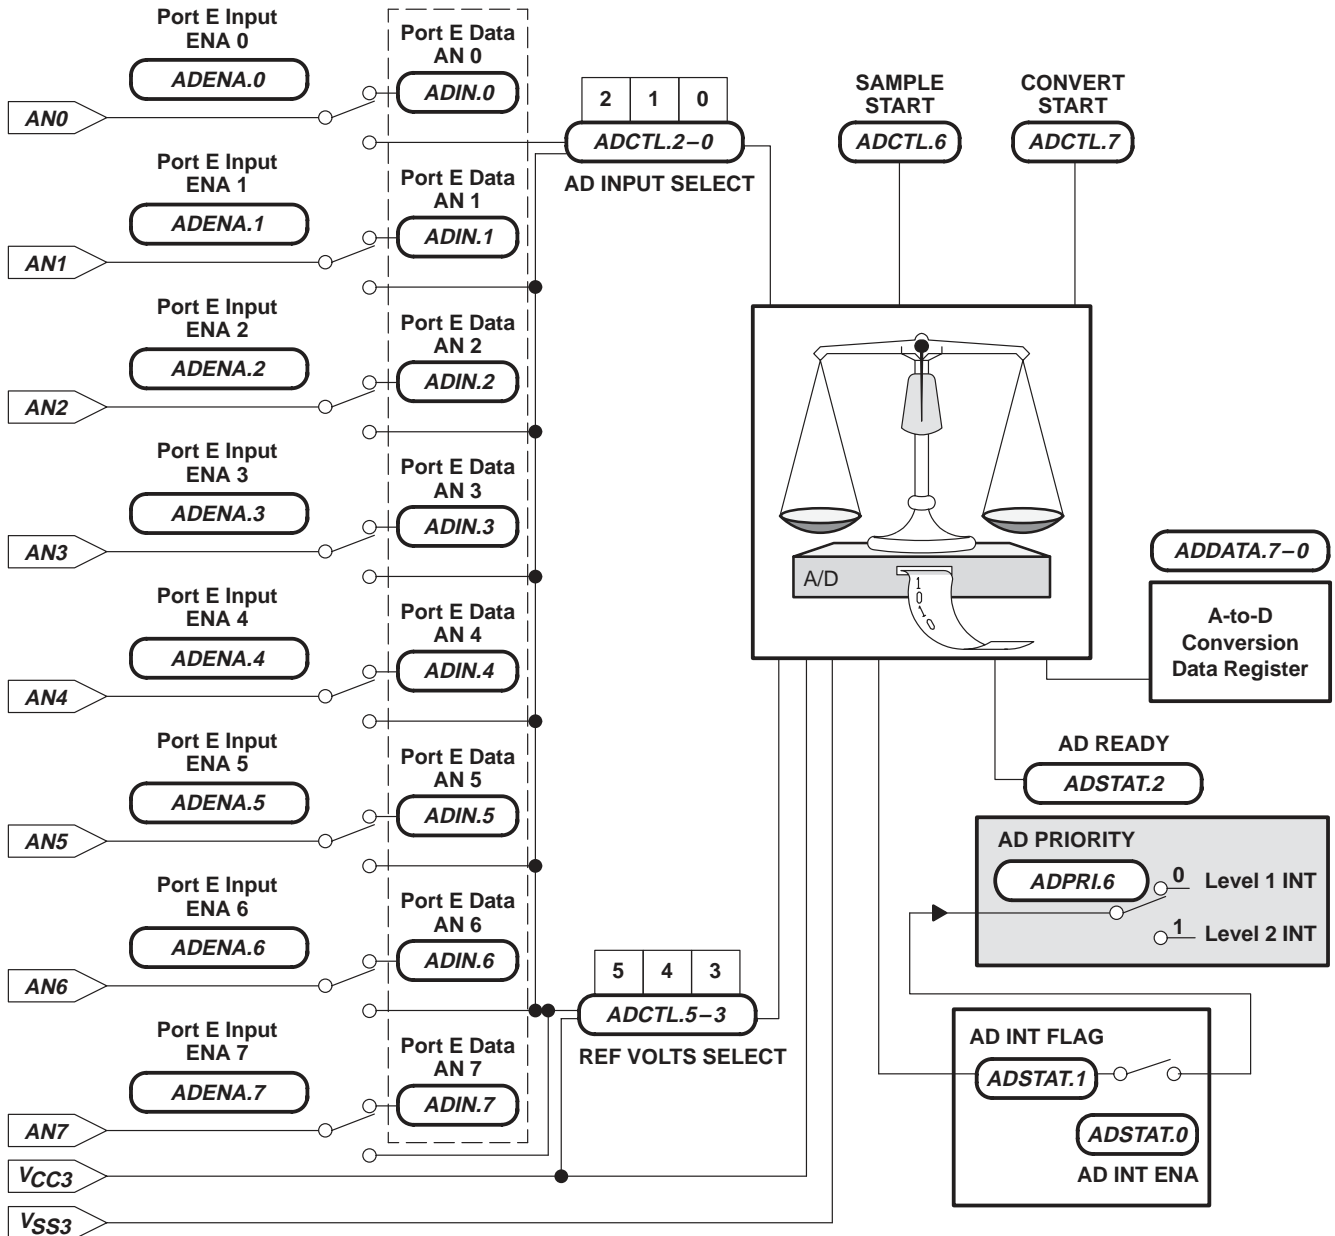 Port E Input
ENA 0
ADENA.0
AN0
Port E Data
AN 0
ADIN.0
Port E Input
ENA 1
ADENA.1
AN1
Port E Data
AN 1
ADIN.1
Port E Input
ENA 2
ADENA.2
AN2
Port E Data
AN 2
ADIN.2
Port E Input
ENA 3
ADENA.3
AN3
Port E Data
AN 3
ADIN.3
Port E Input
ENA 4
ADENA.4
AN4
Port E Data
AN 4
ADIN.4
Port E Input
ENA 5
ADENA.5
AN5
Port E Data
AN 5
ADIN.5
Port E Input
ENA 6
ADENA.6
AN6
Port E Data
AN 6
ADIN.6
Port E Input
ENA 7
ADENA.7
AN7
Port E Data
AN 7
ADIN.7
VCC3
VSS3
2 1 0
ADCTL.2–0
AD INPUT SELECT
SAMPLE
START
ADCTL.6
CONVERT
START
ADCTL.7
A/D
1
0
1
0
ADDATA.7–0
A-to-D
Conversion
Data Register
AD READY
ADSTAT.2
AD PRIORITY
ADPRI.6
0 Level 1 INT
1 Level 2 INT
5 4 3
ADCTL.5–3
REF VOLTS SELECT
AD INT FLAG
ADSTAT.1
ADSTAT.0
AD INT ENA